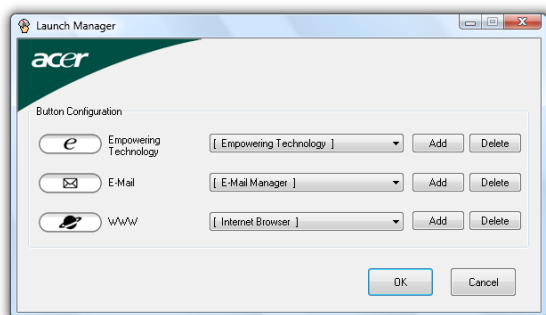 Launch Manager
acer
Button Configuration
e Empowering Technology [ Empowering Technology ] Add Delete
E-Mail [ E-Mail Manager ] Add Delete
WWW [ Internet Browser ] Add Delete
OK Cancel